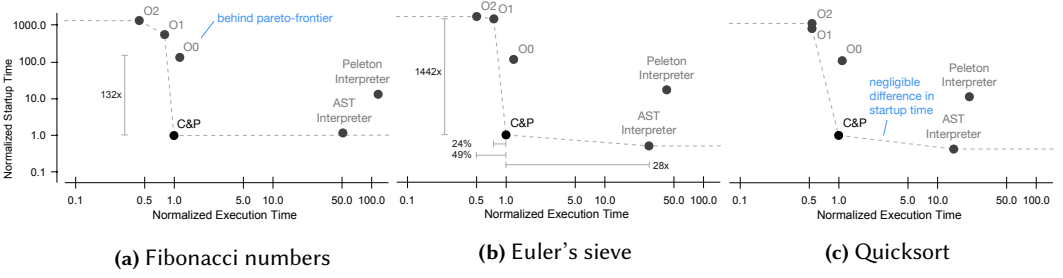 Normalized Startup Time
1000.0
100.0
10.0
1.0
0.1
O2
O1
behind pareto-frontier
O0
132x
Peleton
Interpreter
AST
Interpreter
C&P
0.1 0.5 1.0 5.0 10.0 50.0 100.0
Normalized Execution Time
(a) Fibonacci numbers
O2 O1
O0
1442x
Peleton
Interpreter
AST
Interpreter
C&P
24%
49%
28x
0.1 0.5 1.0 5.0 10.0 50.0 100.0
Normalized Execution Time
(b) Euler's sieve
O2
O1
O0
negligible
difference in
startup time
Peleton
Interpreter
AST
Interpreter
C&P
0.1 0.5 1.0 5.0 10.0 50.0 100.0
Normalized Execution Time
(c) Quicksort